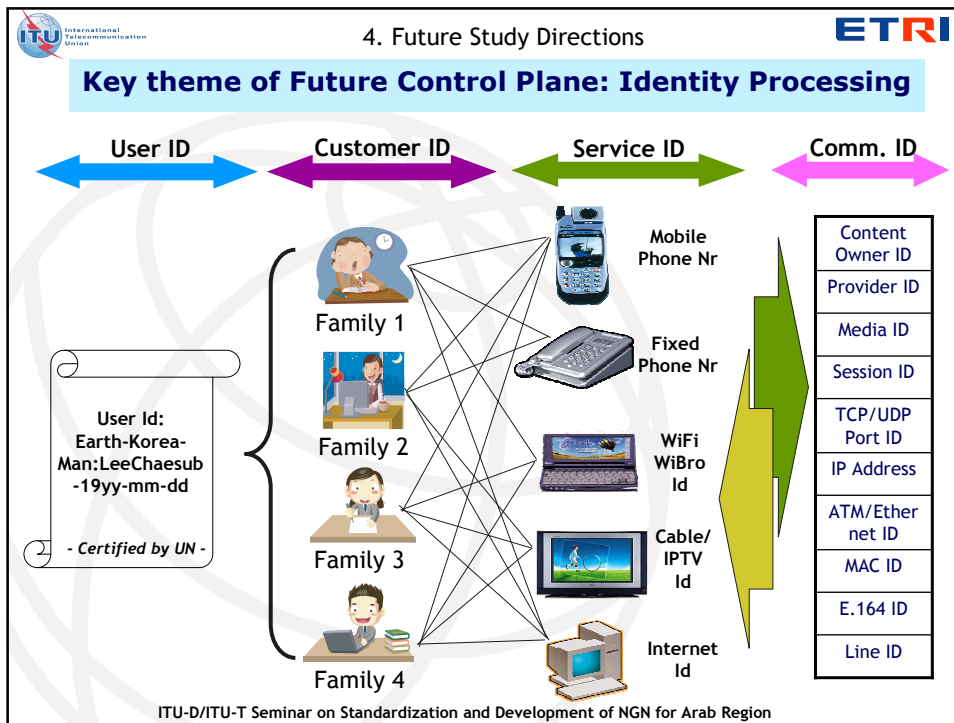 International
Telecommunication
Union
ITU
4. Future Study Directions
ETRI
Key theme of Future Control Plane: Identity Processing
User ID
Customer ID
Service ID
Comm. ID
User Id:
Earth-Korea-
Man:LeeChaesub
-19yy-mm-dd
- Certified by UN -
Family 1
Family 2
Family 3
Family 4
Mobile
Phone Nr
Fixed
Phone Nr
WiFi
WiBro
Id
Cable/
IPTV
Id
Internet
Id
Content
Owner ID
Provider ID
Media ID
Session ID
TCP/UDP
Port ID
IP Address
ATM/Ether
net ID
MAC ID
E.164 ID
Line ID
ITU-D/ITU-T Seminar on Standardization and Development of NGN for Arab Region